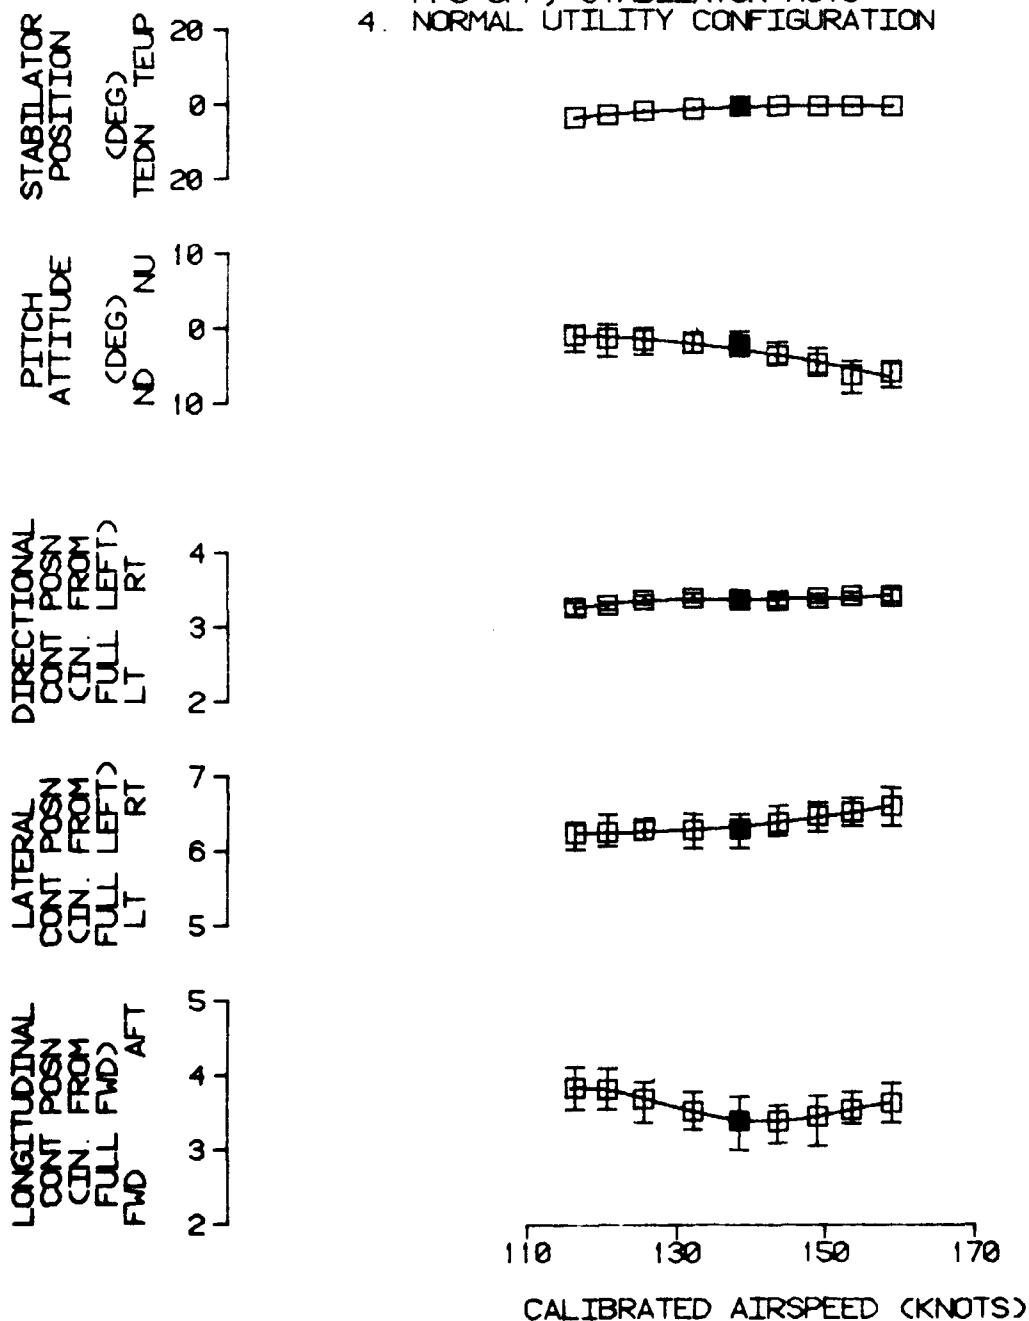 4. NORMAL UTILITY CONFIGURATION
STABILATOR
POSITION
(DEG)
TEDN TEUP
20
0
20
PITCH
ATTITUDE
(DEG)
ND NU
10
0
10
DIRECTIONAL
CONT POSN
(IN. FROM
FULL LEFT)
LT RT
4
3
2
LATERAL
CONT POSN
(IN. FROM
FULL LEFT)
LT RT
7
6
5
LONGITUDINAL
CONT POSN
(IN. FROM
FULL FWD)
FWD AFT
5
4
3
2
110 130 150 170
CALIBRATED AIRSPEED (KNOTS)